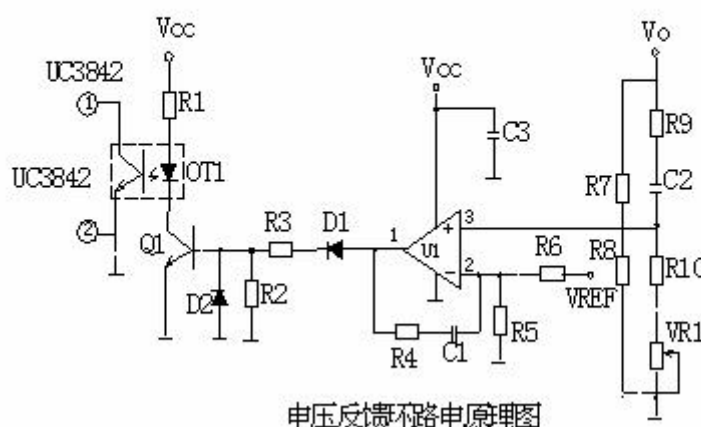 Vcc
Vo
UC3842
①
R1
Vcc
C3
R9
C2
R7
UC3842
OT1
②
Q1
R3
D1
1
3
+
U1
−
2
R6
R8
R10
VREF
D2
R2
R4
C1
R5
VR1
电压反馈环路电原理图